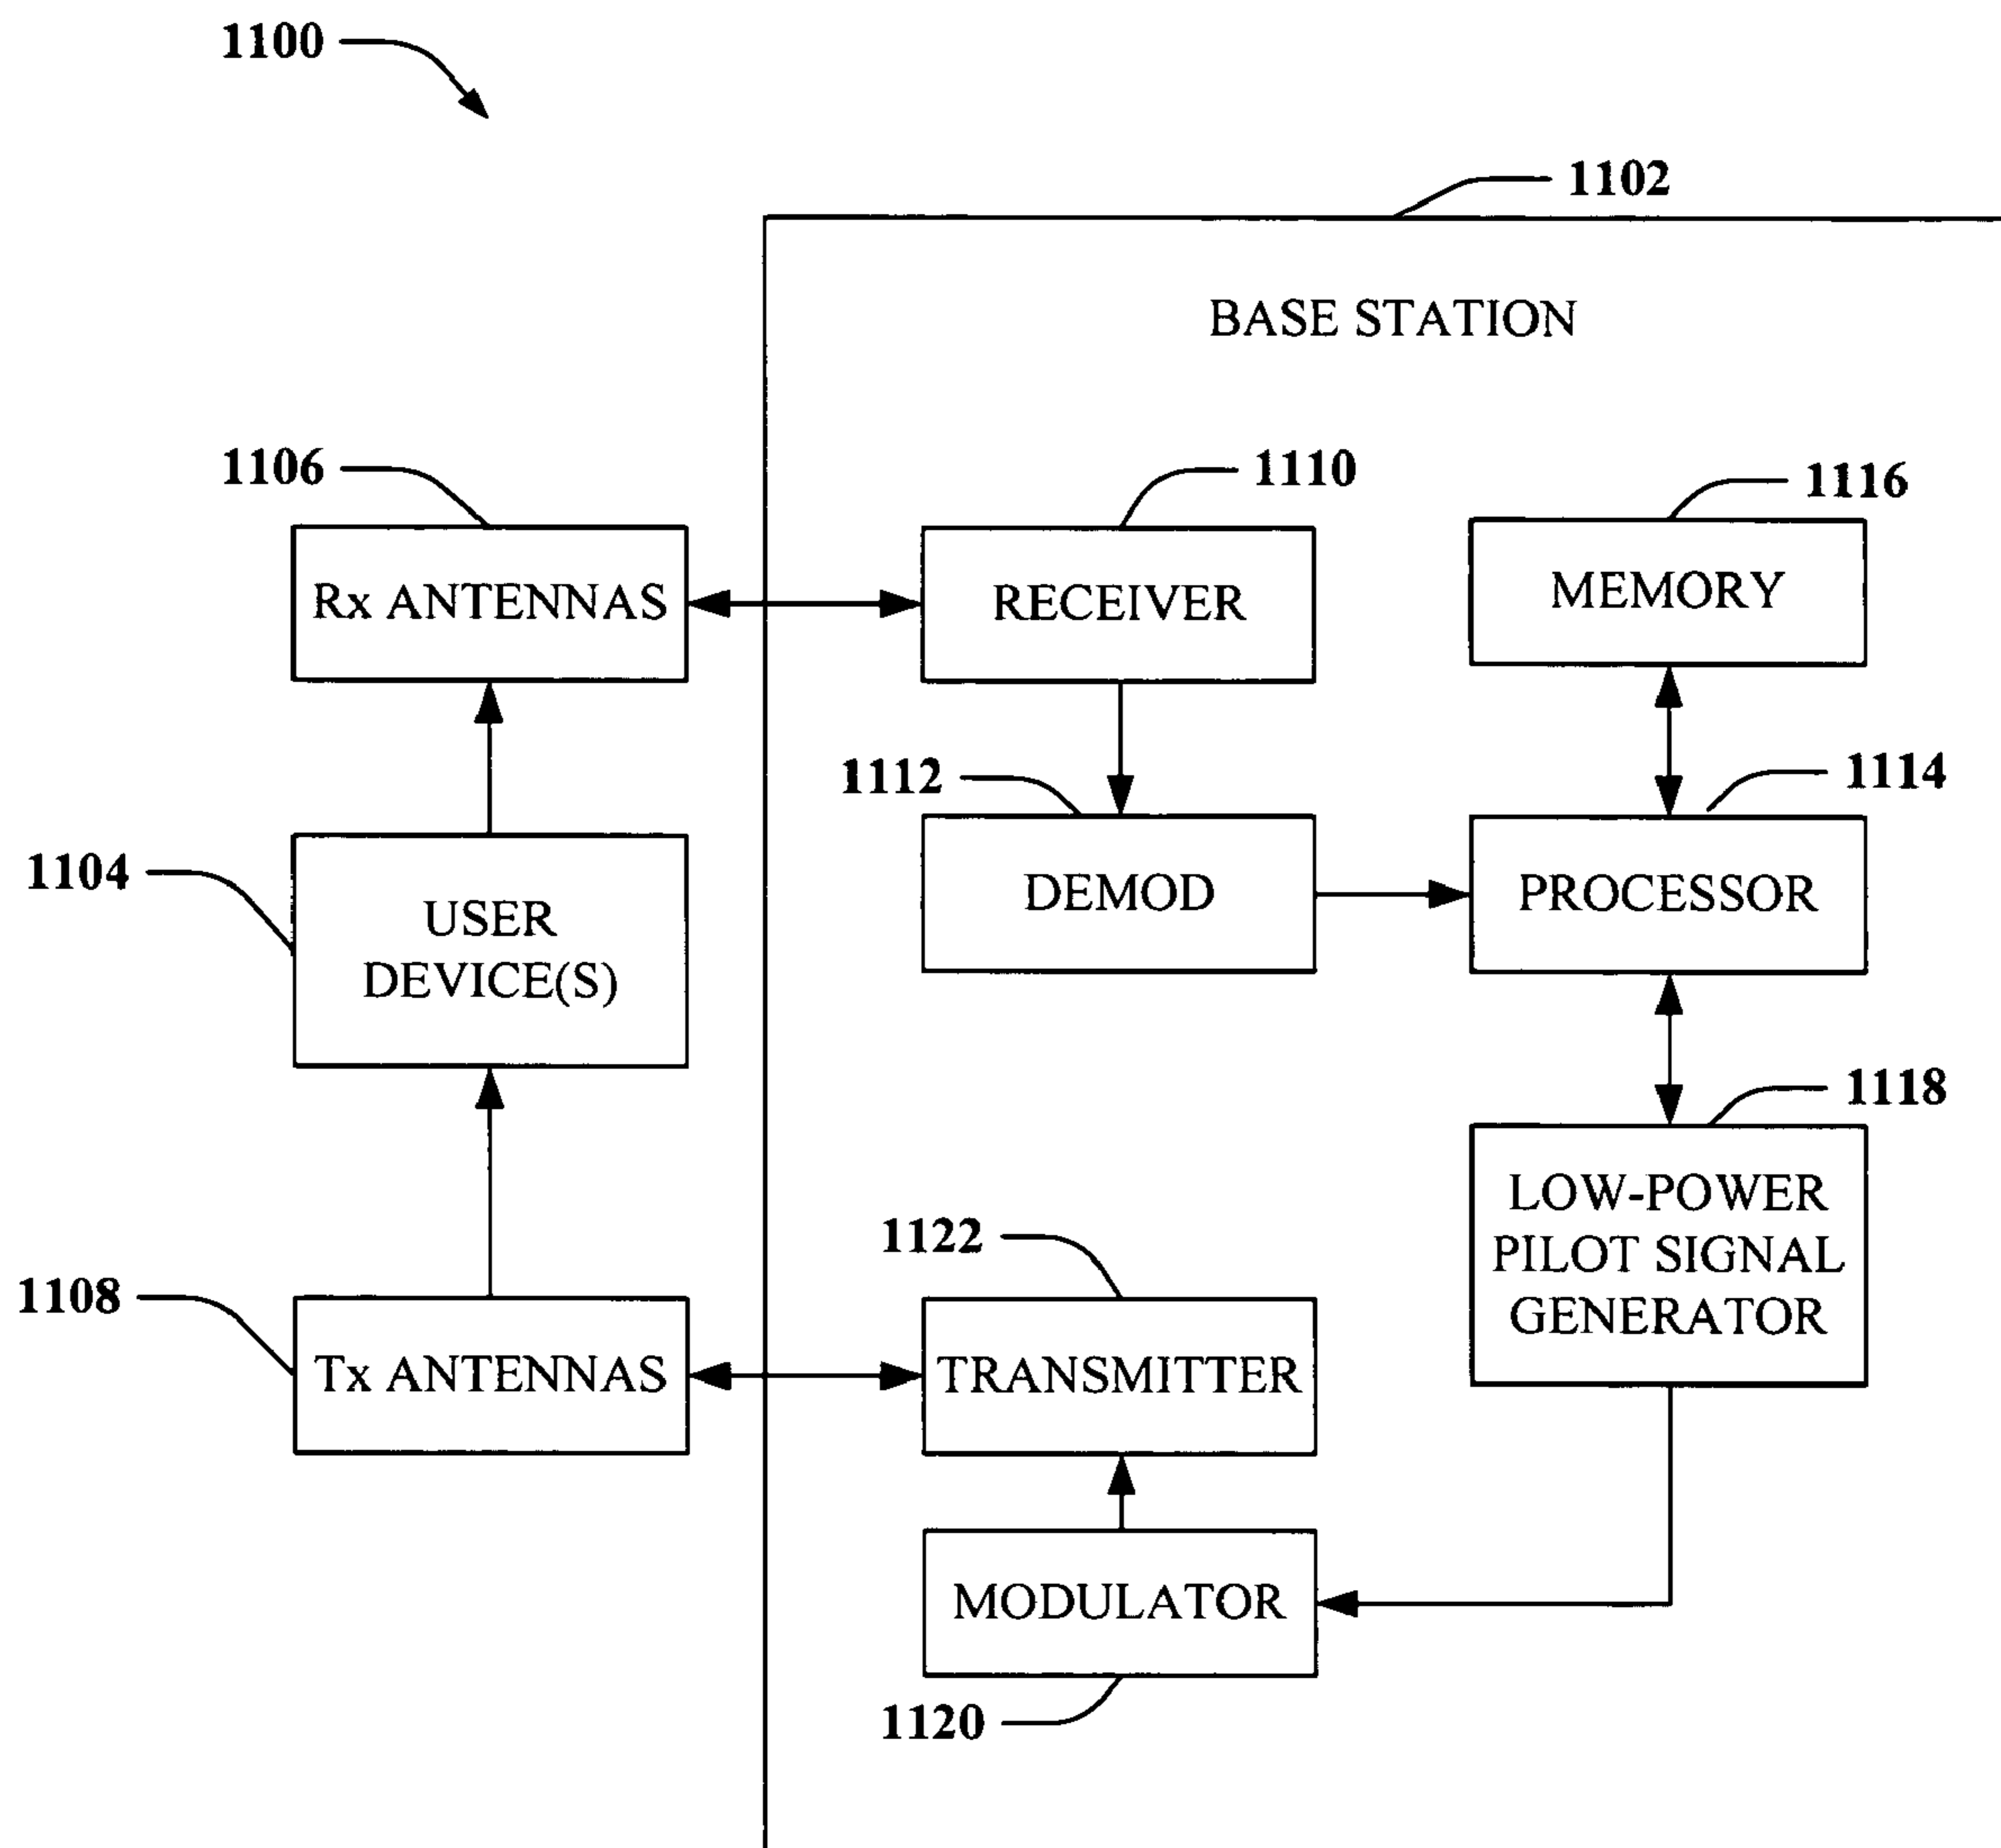 1100
1102
BASE STATION
1106
1110
1116
Rx ANTENNAS
RECEIVER
MEMORY
1112
1114
1104
USER
DEVICE(S)
DEMOD
PROCESSOR
1118
LOW-POWER
PILOT SIGNAL
GENERATOR
1122
1108
Tx ANTENNAS
TRANSMITTER
MODULATOR
1120